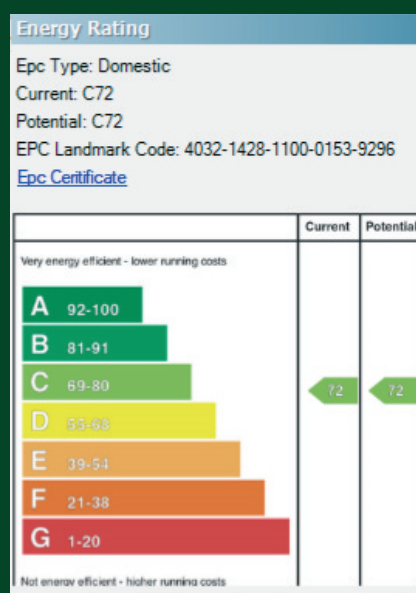 Energy Rating
Epc Type: Domestic
Current: C72
Potential: C72
EPC Landmark Code: 4032-1428-1100-0153-9296
Epc Ceritificate
Current Potential
Very energy efficient - lower running costs
A 92-100
B 81-91
C 69-80 72 72
D 55-68
E 39-54
F 21-38
G 1-20
Not energy efficient - higher running costs